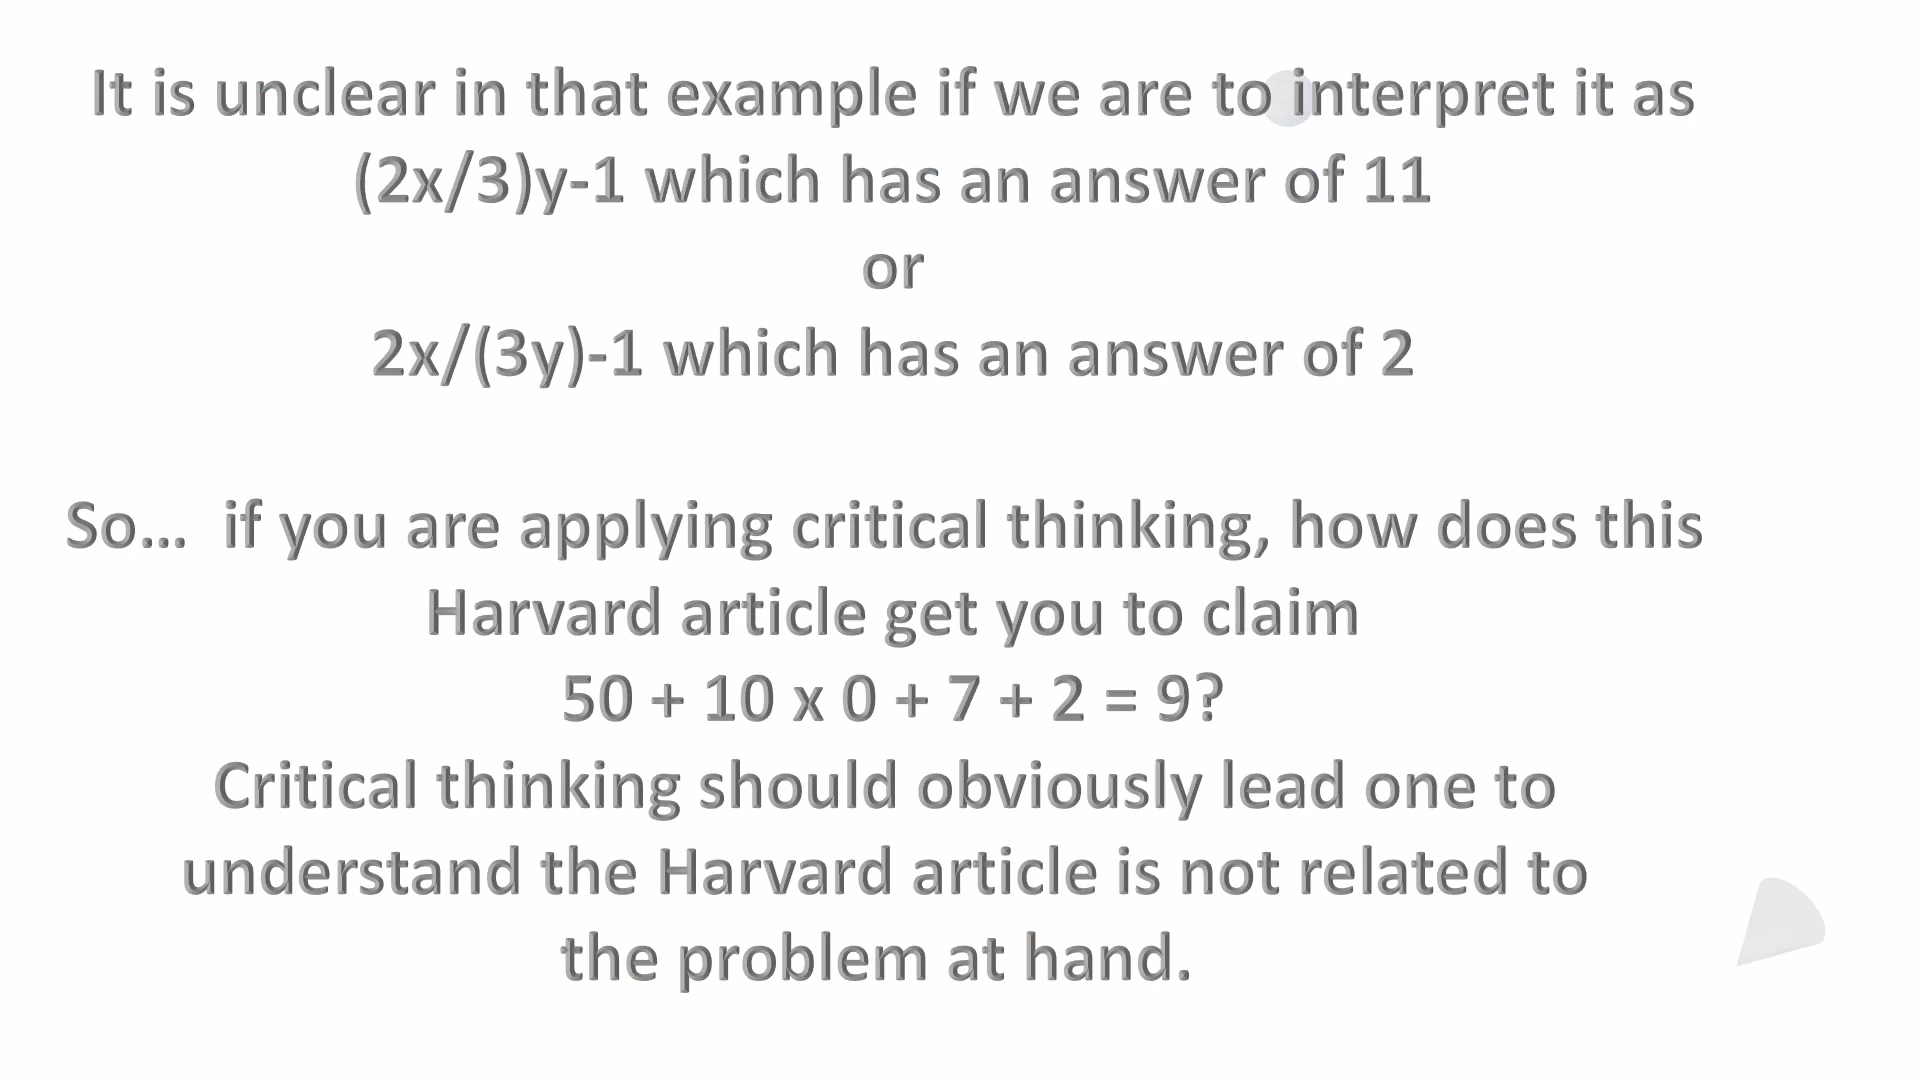 It is unclear in that example if we are to interpret it as
(2x/3)y-1 which has an answer of 11
or
2x/(3y)-1 which has an answer of 2
So... if you are applying critical thinking, how does this
Harvard article get you to claim
50 + 10 x 0 + 7 + 2 = 9?
Critical thinking should obviously lead one to
understand the Harvard article is not related to
the problem at hand.